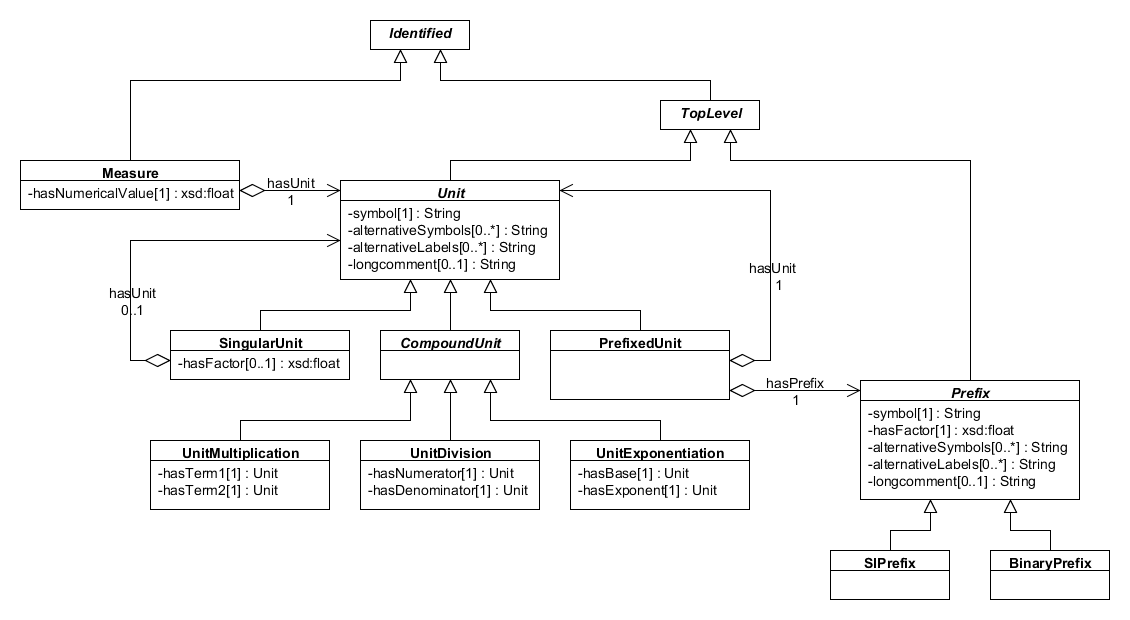 Identified
TopLevel
Measure
-hasNumericalValue[1] : xsd:float
hasUnit
1
Unit
-symbol[1] : String
-alternativeSymbols[0..*] : String
-alternativeLabels[0..*] : String
-longcomment[0..1] : String
hasUnit
0..1
hasUnit
1
SingularUnit
-hasFactor[0..1] : xsd:float
CompoundUnit
PrefixedUnit
hasPrefix
1
Prefix
-symbol[1] : String
-hasFactor[1] : xsd:float
-alternativeSymbols[0..*] : String
-alternativeLabels[0..*] : String
-longcomment[0..1] : String
UnitMultiplication
-hasTerm1[1] : Unit
-hasTerm2[1] : Unit
UnitDivision
-hasNumerator[1] : Unit
-hasDenominator[1] : Unit
UnitExponentiation
-hasBase[1] : Unit
-hasExponent[1] : Unit
SIPrefix
BinaryPrefix